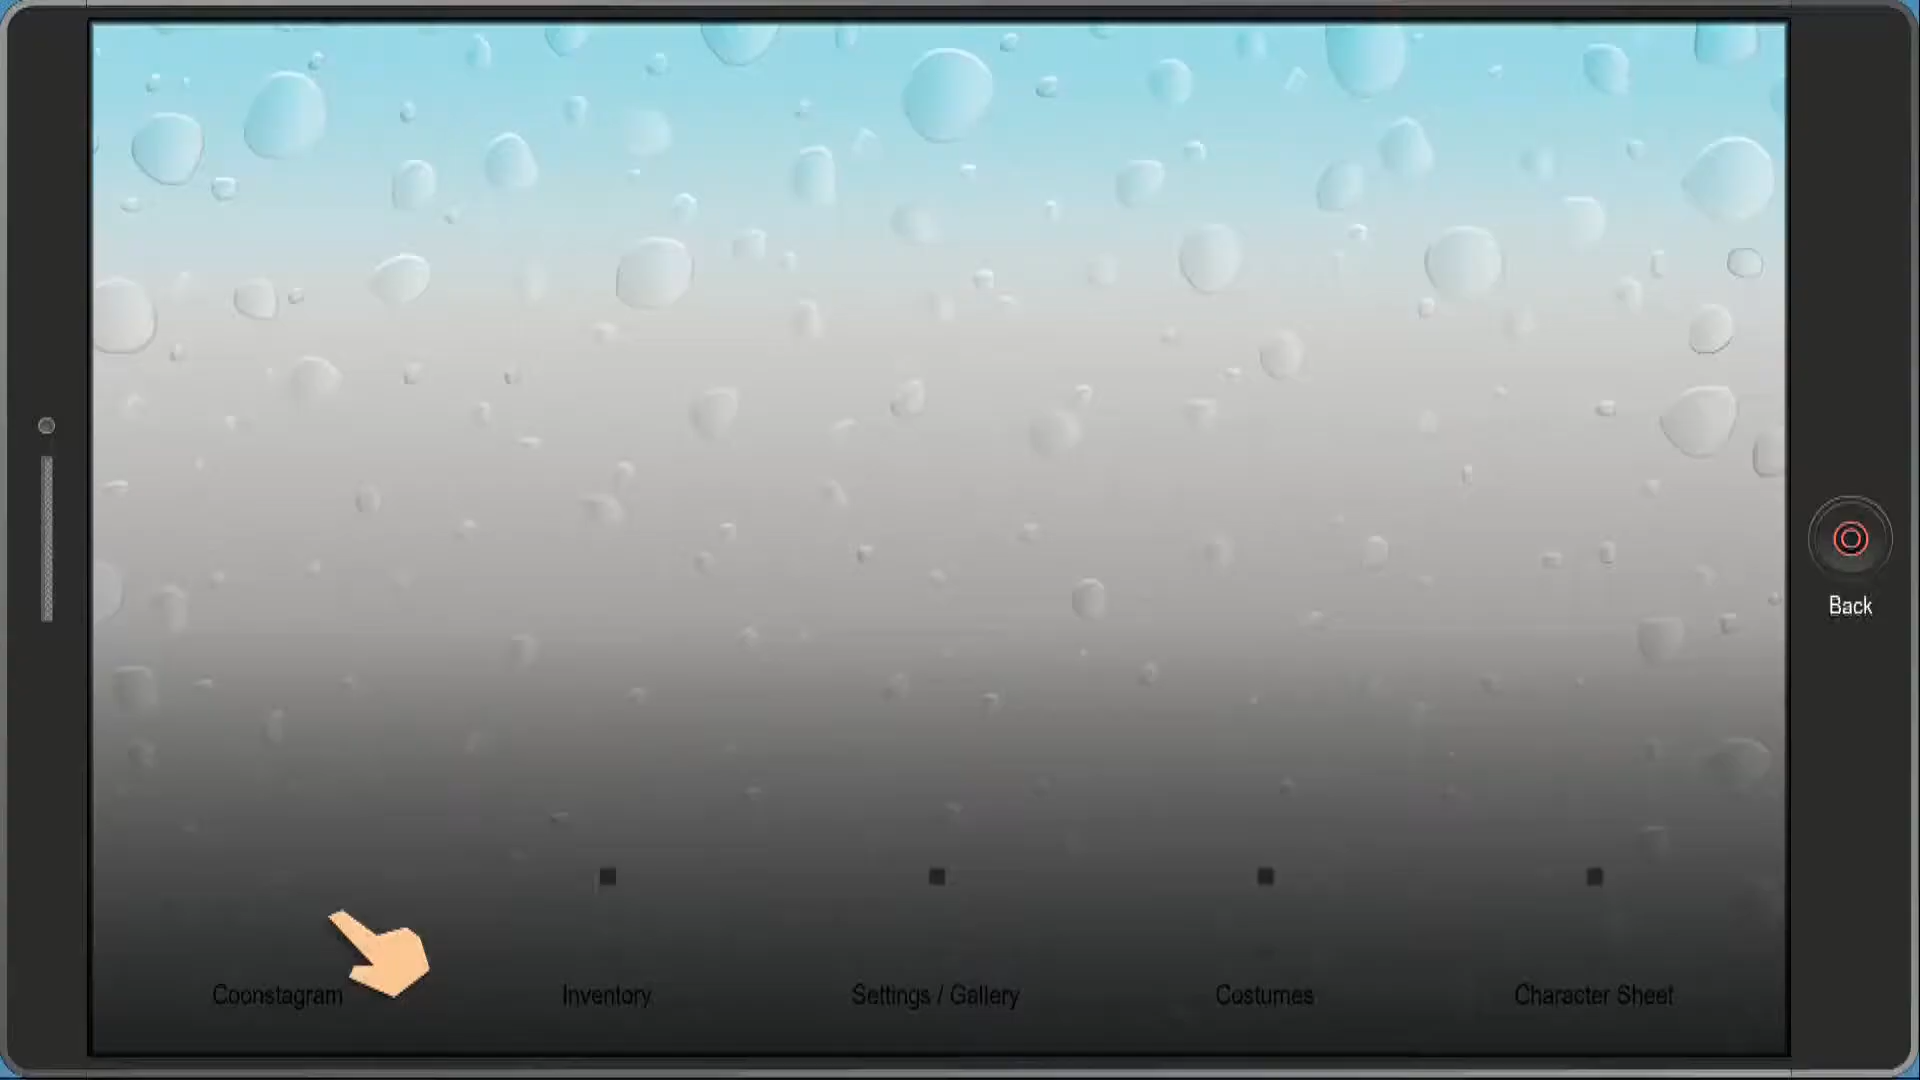 Back
Coonstagram
Inventory
Settings / Gallery
Costumes
Character Sheet